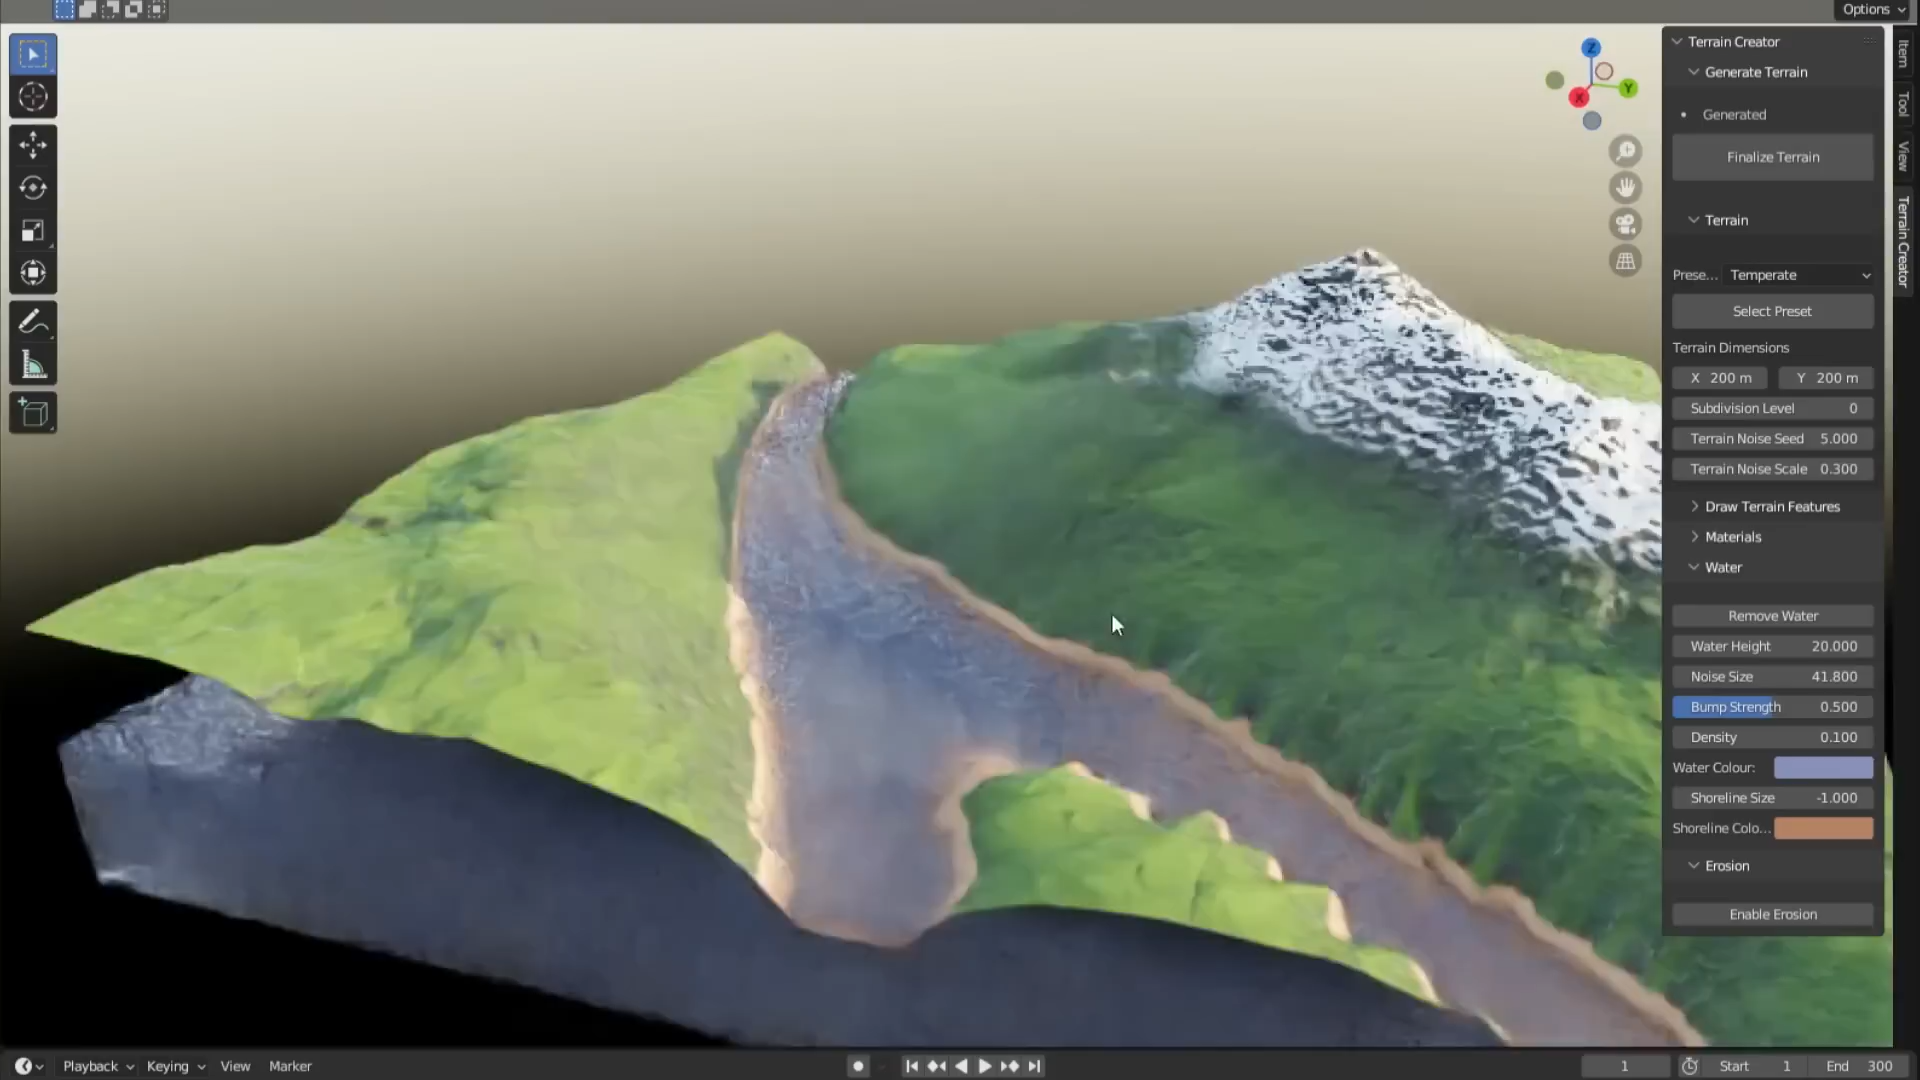 Options
Terrain Creator
Generate Terrain
Generated
Finalize Terrain
Terrain
Prese... Temperate
Select Preset
Terrain Dimensions
X 200 m Y 200 m
Subdivision Level 0
Terrain Noise Seed 5.000
Terrain Noise Scale 0.300
Draw Terrain Features
Materials
Water
Remove Water
Water Height 20.000
Noise Size 41.800
Bump Strength 0.500
Density 0.100
Water Colour:
Shoreline Size -1.000
Shoreline Colo...
Erosion
Enable Erosion
Item
Tool
View
Terrain Creator
Z
Y
X
Playback Keying View Marker
1 Start 1 End 300